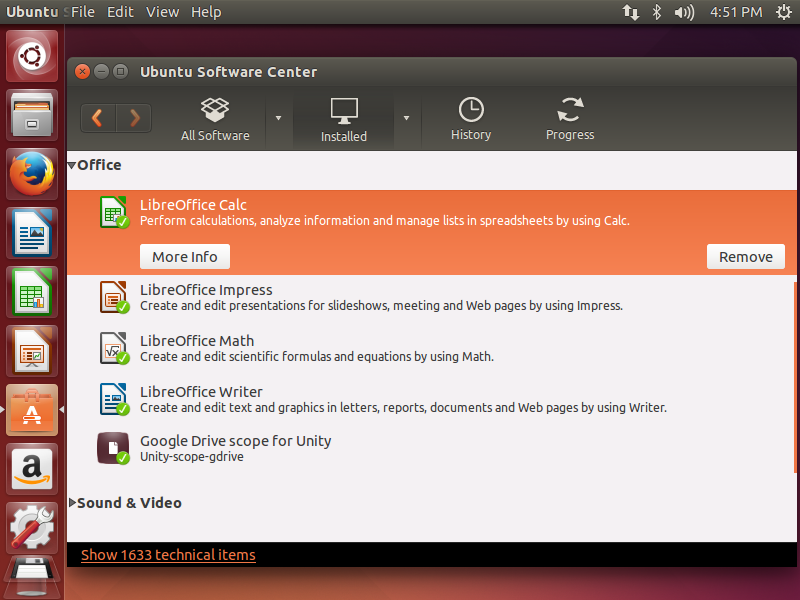 Ubuntu S File Edit View Help 4:51 PM
Ubuntu Software Center
All Software
Installed
History
Progress
Office
LibreOffice Calc
Perform calculations, analyze information and manage lists in spreadsheets by using Calc.
More Info
Remove
LibreOffice Impress
Create and edit presentations for slideshows, meeting and Web pages by using Impress.
LibreOffice Math
Create and edit scientific formulas and equations by using Math.
LibreOffice Writer
Create and edit text and graphics in letters, reports, documents and Web pages by using Writer.
Google Drive scope for Unity
Unity-scope-gdrive
Sound & Video
Show 1633 technical items